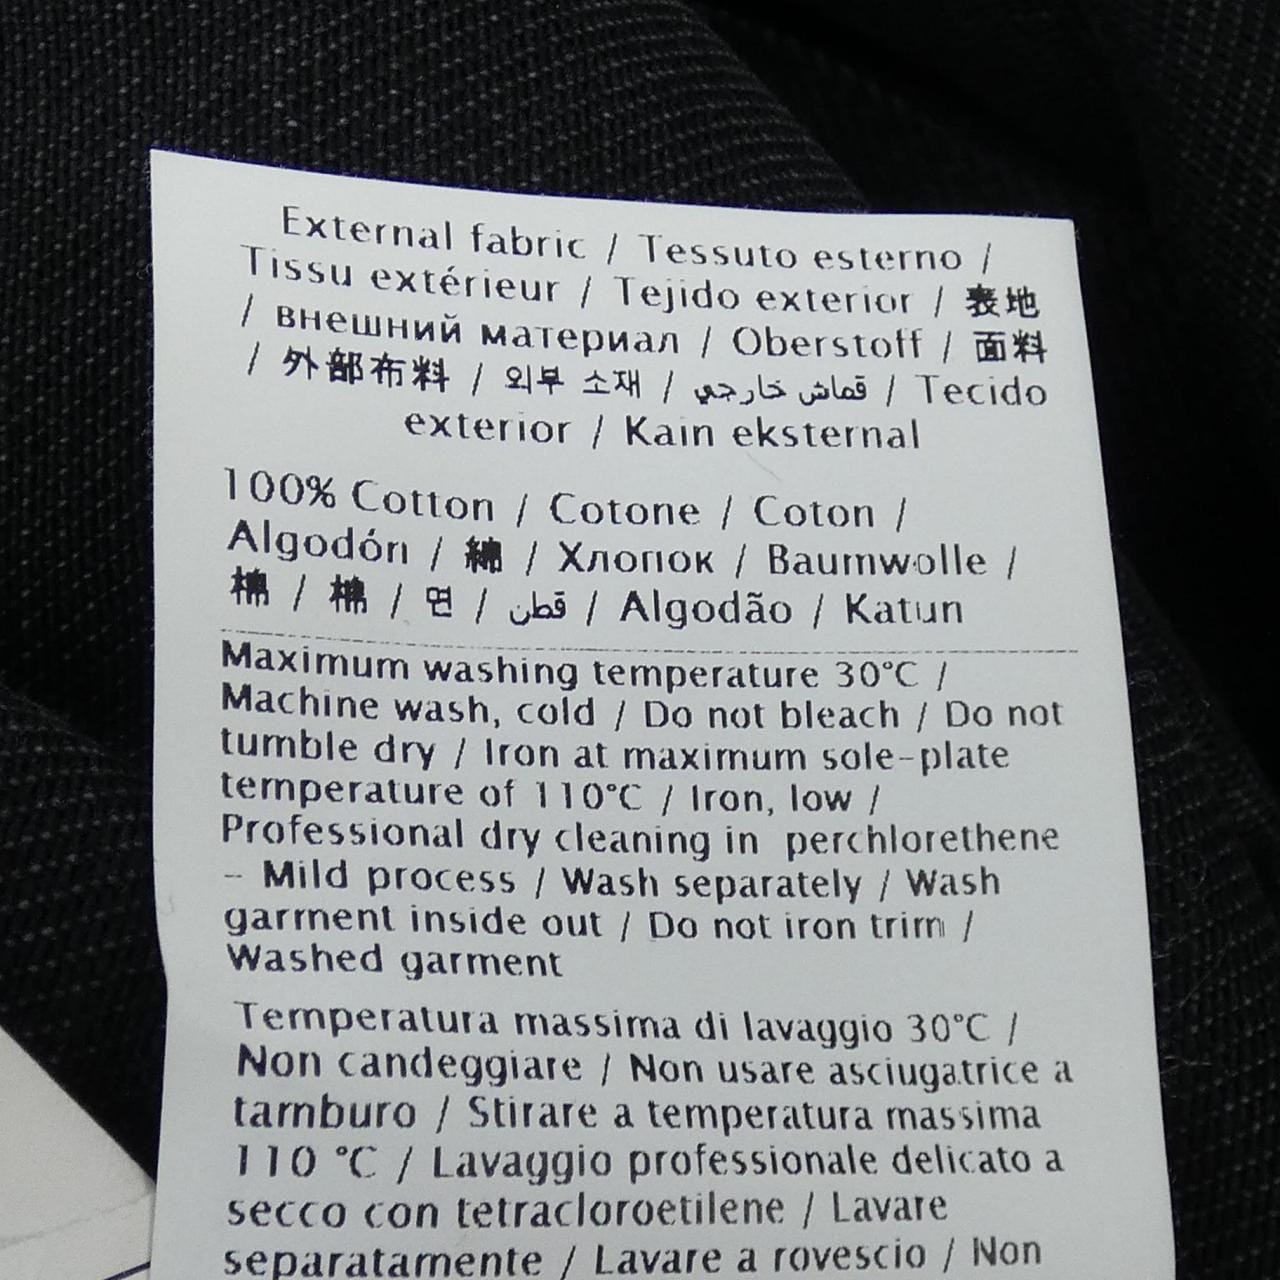 External fabric / Tessuto esterno /
Tissu extérieur / Tejido exterior / 表地
/ внешний материал / Oberstoff / 面料
/ 外部布料 / 외부 소재 / قماش خارجي / Tecido
exterior / Kain eksternal
100% Cotton / Cotone / Coton /
Algodón / 綿 / Хлопок / Baumwolle /
棉 / 棉 / 면 / قطن / Algodão / Katun
Maximum washing temperature 30°C /
Machine wash, cold / Do not bleach / Do not
tumble dry / Iron at maximum sole-plate
temperature of 110°C / Iron, low /
Professional dry cleaning in perchlorethene
- Mild process / Wash separately / Wash
garment inside out / Do not iron trim /
Washed garment
Temperatura massima di lavaggio 30°C /
Non candeggiare / Non usare asciugatrice a
tamburo / Stirare a temperatura massima
110 °C / Lavaggio professionale delicato a
secco con tetracloroetilene / Lavare
separatamente / Lavare a rovescio / Non